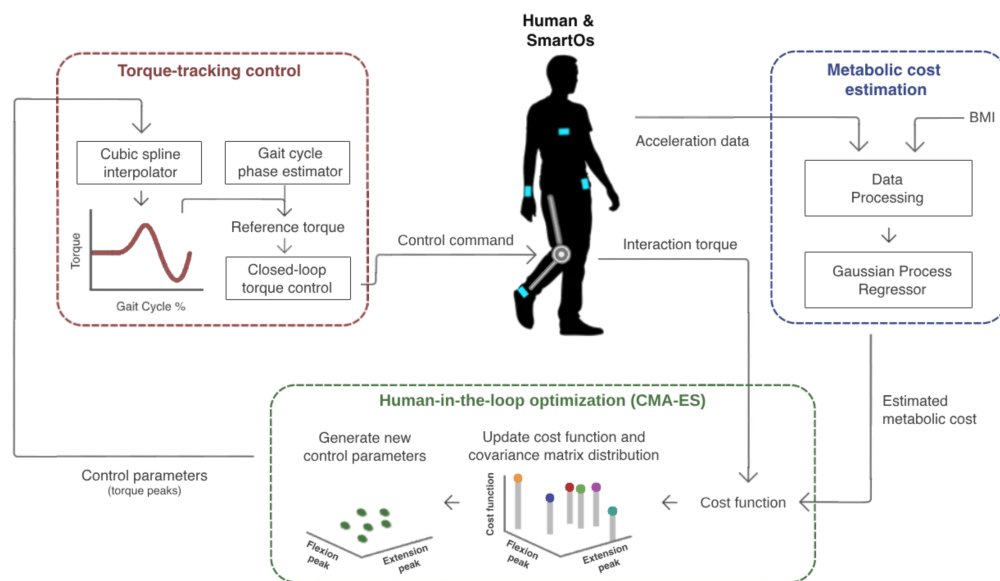 Human &
SmartOs
Torque-tracking control
Cubic spline
interpolator
Gait cycle
phase estimator
Reference torque
Closed-loop
torque control
Torque
Gait Cycle %
Control command
Acceleration data
Interaction torque
Metabolic cost
estimation
BMI
Data
Processing
Gaussian Process
Regressor
Estimated
metabolic cost
Human-in-the-loop optimization (CMA-ES)
Generate new
control parameters
Flexion
peak
Extension
peak
Update cost function and
covariance matrix distribution
Cost function
Flexion
peak
Extension
peak
Cost function
Control parameters
(torque peaks)